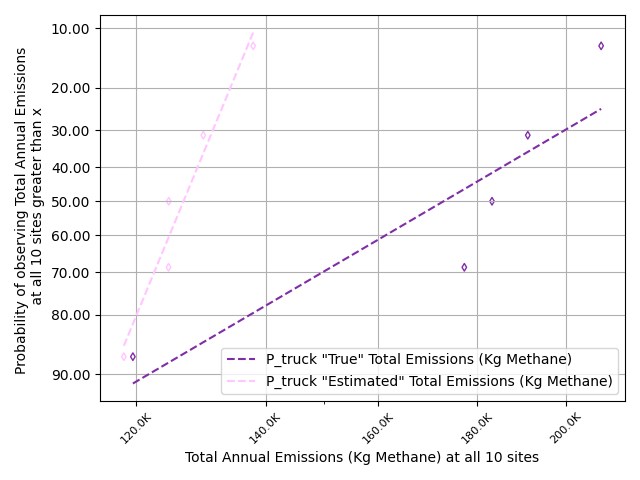 10.00
20.00
30.00
40.00
50.00
60.00
70.00
80.00
90.00
Probability of observing Total Annual Emissions
at all 10 sites greater than x
P_truck "True" Total Emissions (Kg Methane)
P_truck "Estimated" Total Emissions (Kg Methane)
120.0K
140.0K
160.0K
180.0K
200.0K
Total Annual Emissions (Kg Methane) at all 10 sites